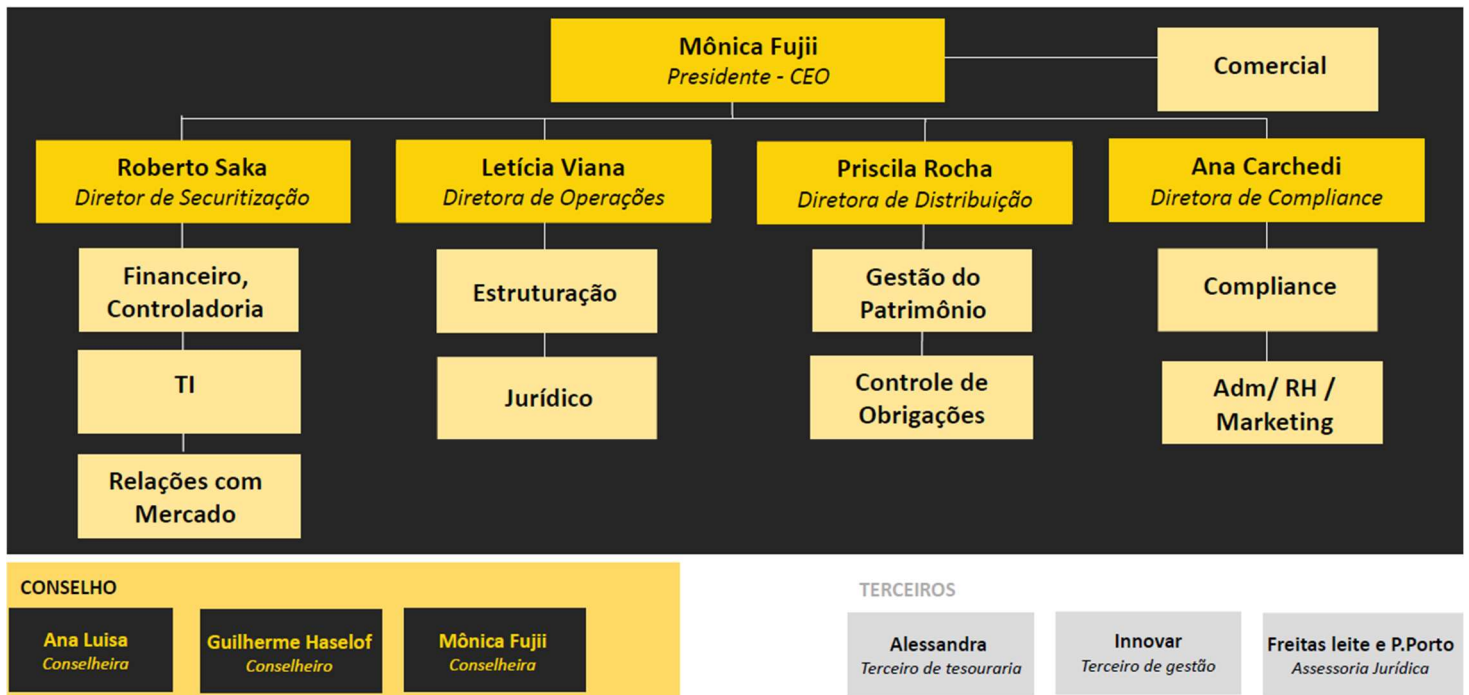 Mônica Fujii
Presidente - CEO
Comercial
Roberto Saka
Diretor de Securitização
Letícia Viana
Diretora de Operações
Priscila Rocha
Diretora de Distribuição
Ana Carchedi
Diretora de Compliance
Financeiro,
Controladoria
Estruturação
Gestão do
Patrimônio
Compliance
TI
Jurídico
Controle de
Obrigações
Adm/ RH /
Marketing
Relações com
Mercado
CONSELHO
Ana Luisa
Conselheira
Guilherme Haselof
Conselheiro
Mônica Fujii
Conselheira
TERCEIROS
Alessandra
Terceiro de tesouraria
Innovar
Terceiro de gestão
Freitas leite e P.Porto
Assessoria Jurídica